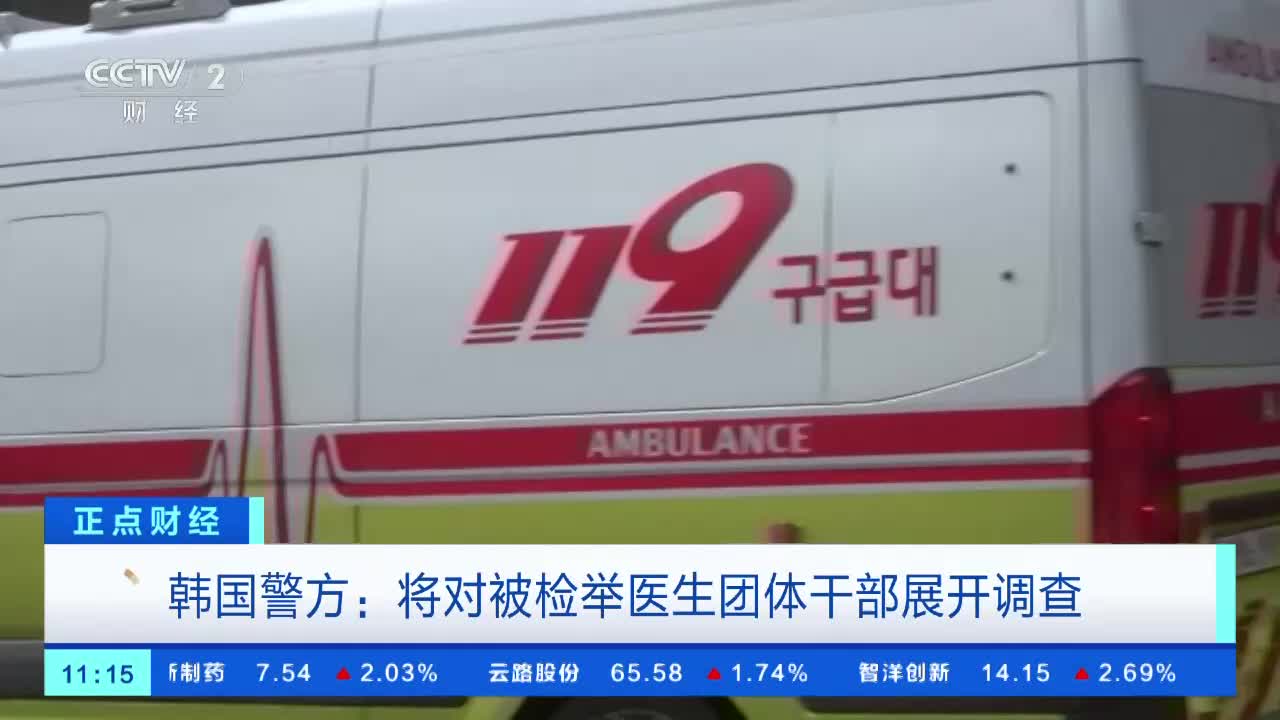 CCTV 2
财 经
AMBULANCE
119
구급대
AMBULANCE
正点财经
韩国警方：将对被检举医生团体干部展开调查
11:15 制药 7.54 ▲ 2.03% 云路股份 65.58 ▲ 1.74% 智洋创新 14.15 ▲ 2.69%